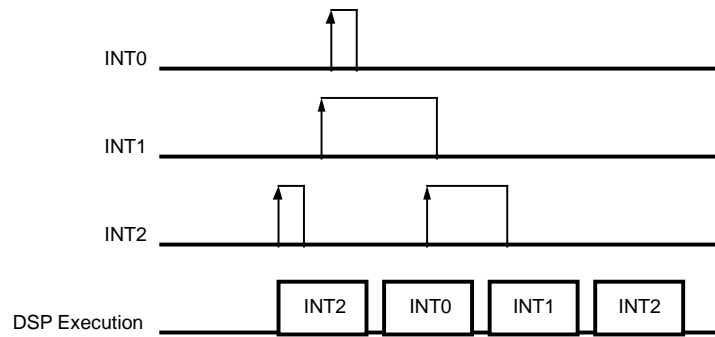 INT0
INT1
INT2
DSP Execution INT2 INT0 INT1 INT2